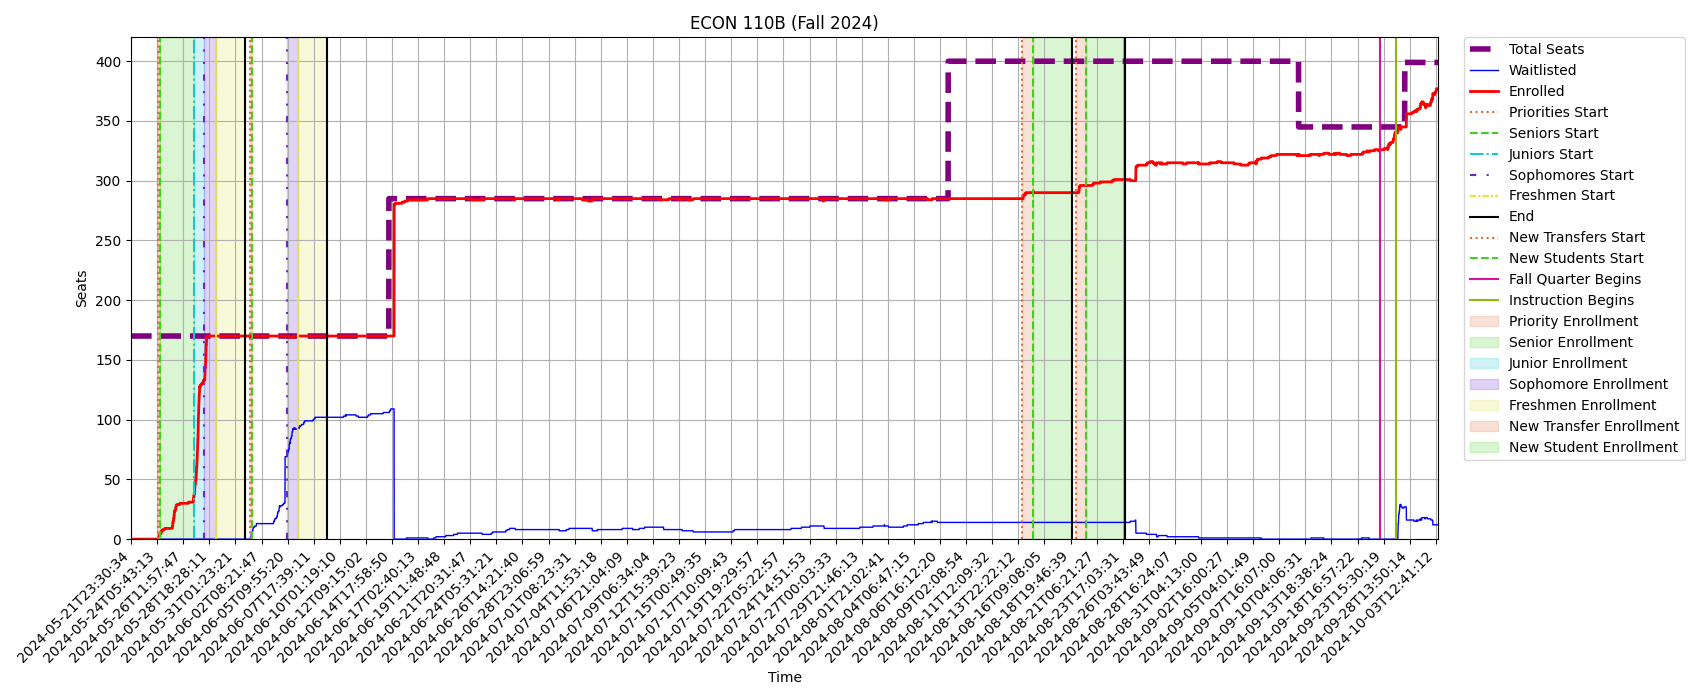 ECON 110B (Fall 2024)
Seats
400
350
300
250
200
150
100
50
0
2024-05-21T23:30:34
2024-05-24T05:43:13
2024-05-26T11:57:47
2024-05-28T18:28:11
2024-05-31T01:23:21
2024-06-02T08:21:47
2024-06-05T09:55:20
2024-06-07T17:39:11
2024-06-10T01:19:10
2024-06-12T09:15:02
2024-06-14T17:58:50
2024-06-17T02:40:13
2024-06-19T11:48:48
2024-06-21T20:31:47
2024-06-24T05:31:21
2024-06-26T14:21:40
2024-06-28T23:06:59
2024-07-01T08:23:31
2024-07-04T11:53:18
2024-07-06T21:04:09
2024-07-09T06:34:04
2024-07-12T15:39:23
2024-07-15T00:49:35
2024-07-17T10:09:43
2024-07-19T19:29:57
2024-07-22T05:22:57
2024-07-24T14:51:53
2024-07-27T00:03:33
2024-07-29T21:46:13
2024-08-01T21:02:41
2024-08-04T06:47:15
2024-08-06T16:12:20
2024-08-09T02:08:54
2024-08-11T12:09:32
2024-08-13T22:22:12
2024-08-16T09:08:05
2024-08-18T19:46:39
2024-08-21T06:21:27
2024-08-23T17:03:31
2024-08-26T03:43:49
2024-08-28T16:24:07
2024-08-31T04:13:00
2024-09-02T16:00:27
2024-09-05T04:01:49
2024-09-07T16:07:00
2024-09-10T04:06:31
2024-09-13T18:38:24
2024-09-18T16:57:22
2024-09-23T15:30:19
2024-09-28T13:50:14
2024-10-03T12:41:12
Time
Total Seats
Waitlisted
Enrolled
Priorities Start
Seniors Start
Juniors Start
Sophomores Start
Freshmen Start
End
New Transfers Start
New Students Start
Fall Quarter Begins
Instruction Begins
Priority Enrollment
Senior Enrollment
Junior Enrollment
Sophomore Enrollment
Freshmen Enrollment
New Transfer Enrollment
New Student Enrollment